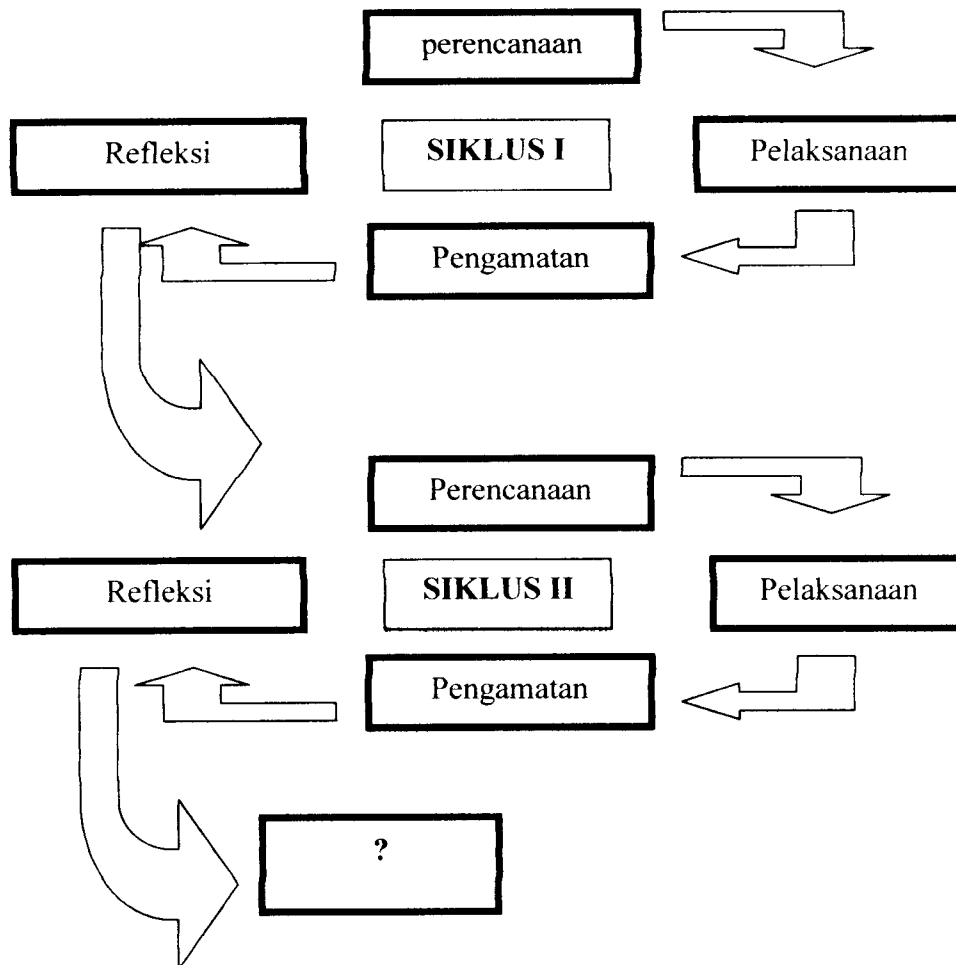 perencanaan
Refleksi
SIKLUS I
Pelaksanaan
Pengamatan
Perencanaan
Refleksi
SIKLUS II
Pelaksanaan
Pengamatan
?